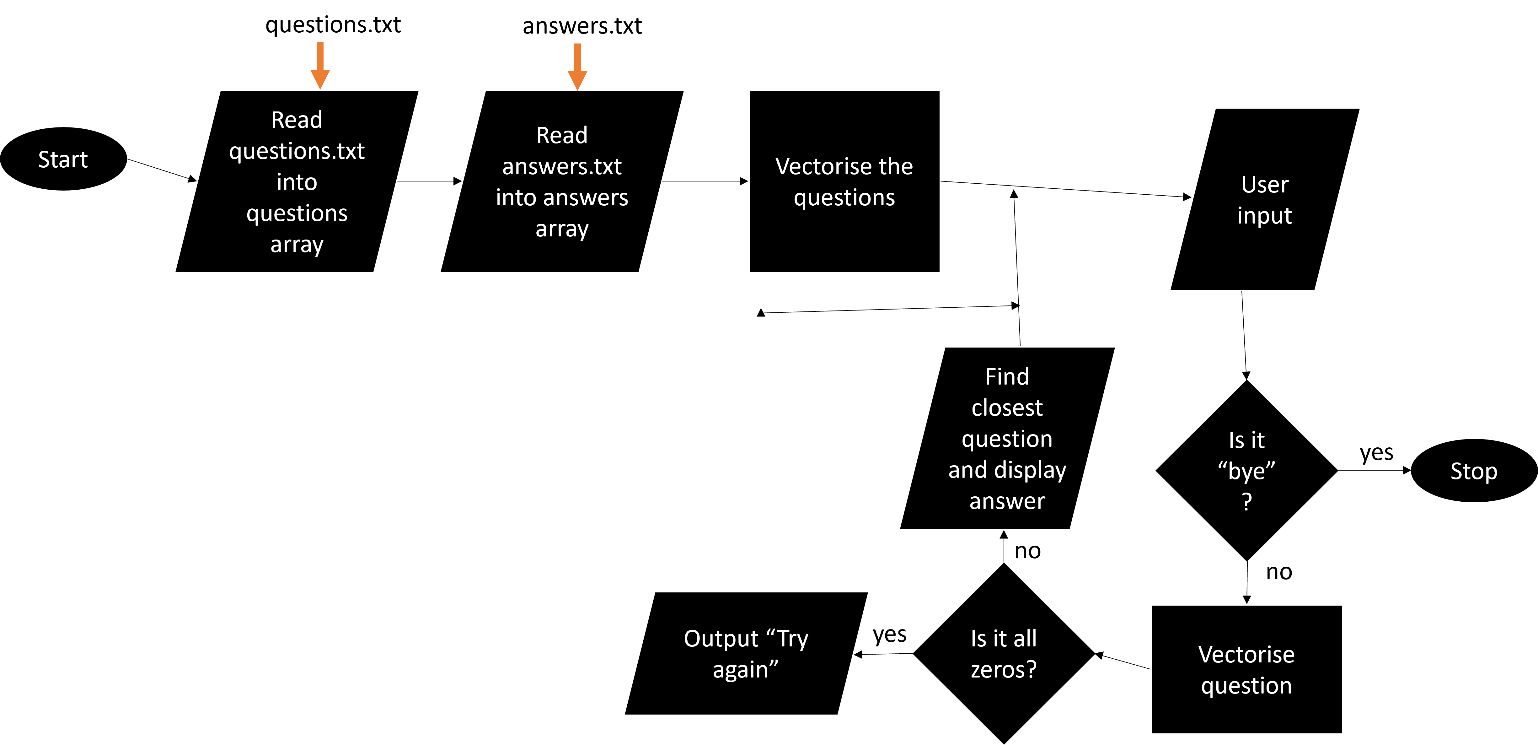 questions.txt
answers.txt
Start
Read
questions.txt
into
questions
array
Read
answers.txt
into answers
array
Vectorise the
questions
User
input
Is it
“bye”
?
yes
Stop
no
Vectorise
question
Is it all
zeros?
yes
Output “Try
again”
no
Find
closest
question
and display
answer